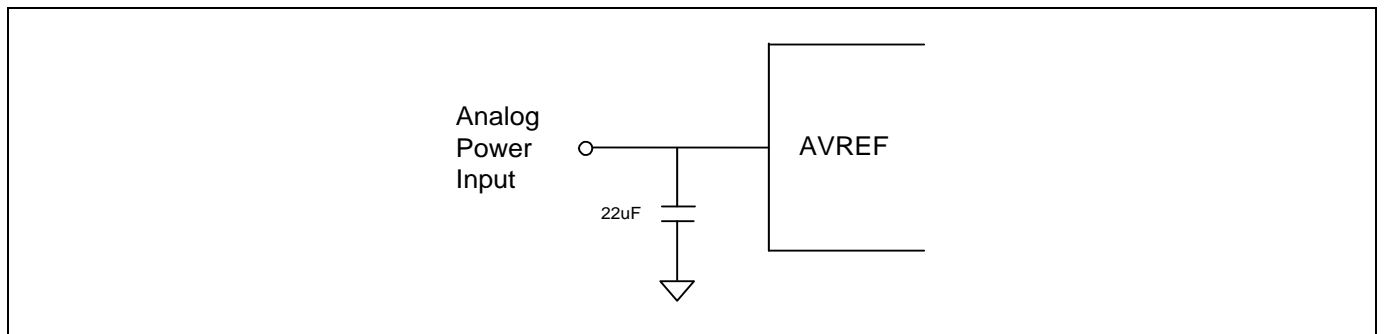 Analog
Power
Input
AVREF
22uF